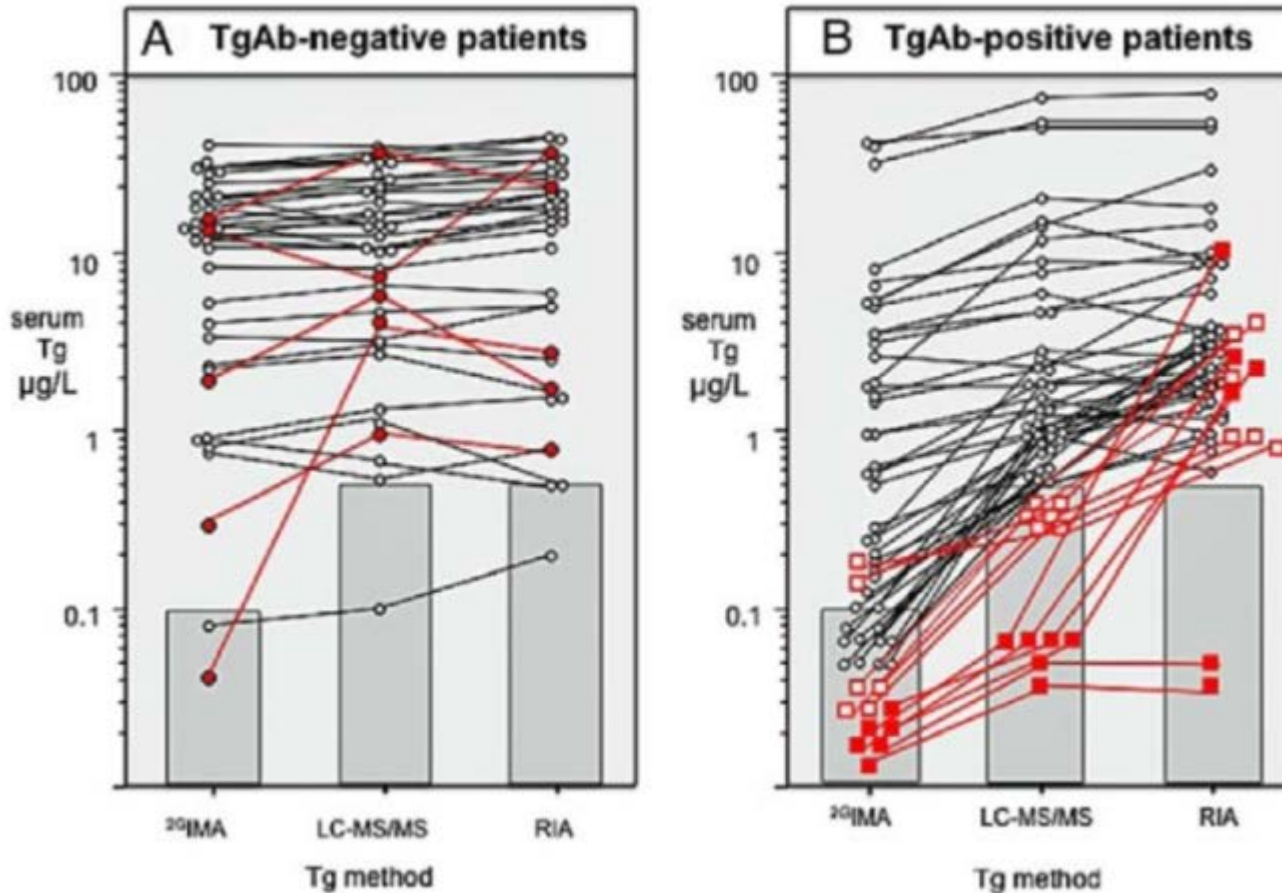 A TgAb-negative patients
100
10
serum
Tg
µg/L
1
0.1
2GIMA LC-MS/MS RIA
Tg method
B TgAb-positive patients
100
10
serum
Tg
µg/L
1
0.1
2GIMA LC-MS/MS RIA
Tg method